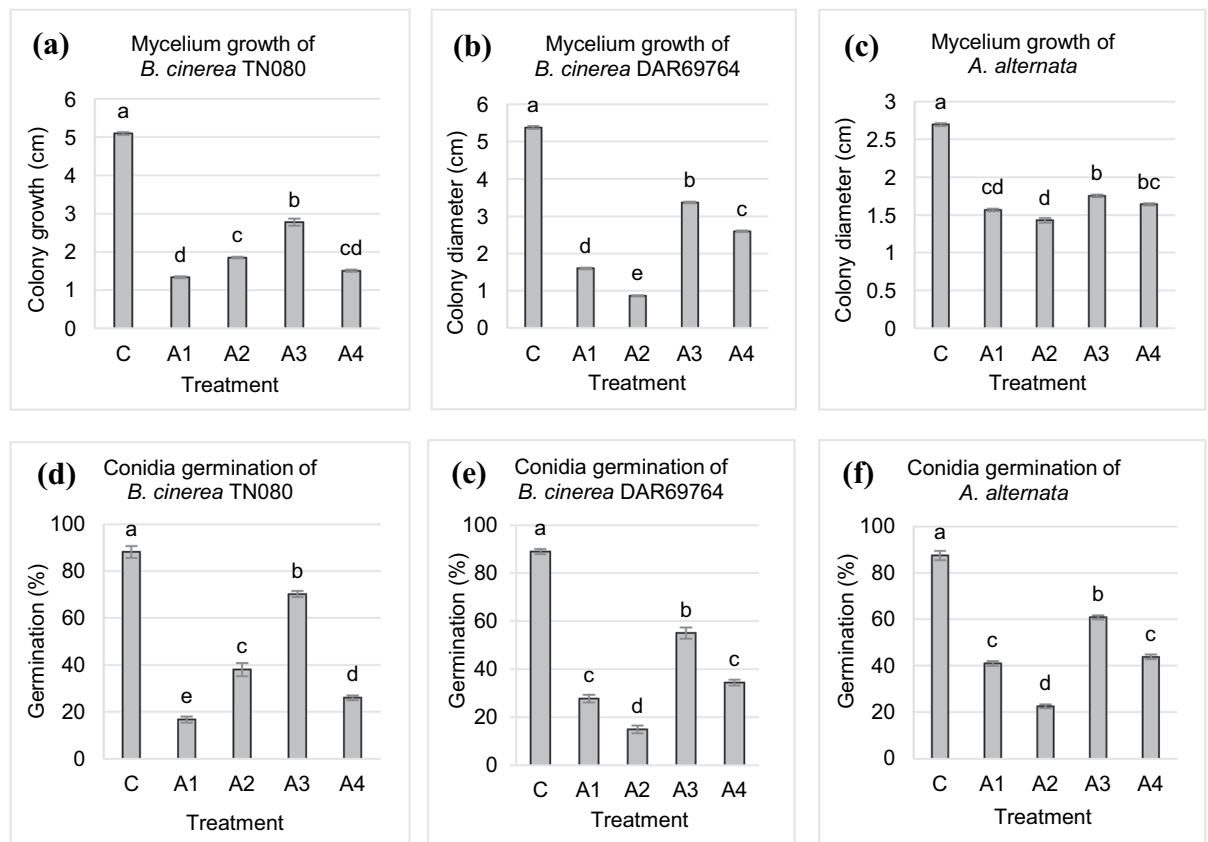 (a) Mycelium growth of
B. cinerea TN080
Colony growth (cm)
6
5
4
3
2
1
0
a
d
c
b
cd
C A1 A2 A3 A4
Treatment
(b) Mycelium growth of
B. cinerea DAR69764
Colony diameter (cm)
6
5
4
3
2
1
0
a
d
e
b
c
C A1 A2 A3 A4
Treatment
(c) Mycelium growth of
A. alternata
Colony diameter (cm)
3
2.5
2
1.5
1
0.5
0
a
cd
d
b
bc
C A1 A2 A3 A4
Treatment
(d) Conidia germination of
B. cinerea TN080
Germination (%)
100
80
60
40
20
0
a
e
c
b
d
C A1 A2 A3 A4
Treatment
(e) Conidia germination of
B. cinerea DAR69764
Germination (%)
100
80
60
40
20
0
a
c
d
b
c
C A1 A2 A3 A4
Treatment
(f) Conidia germination of
A. alternata
Germination (%)
100
80
60
40
20
0
a
c
d
b
c
C A1 A2 A3 A4
Treatment